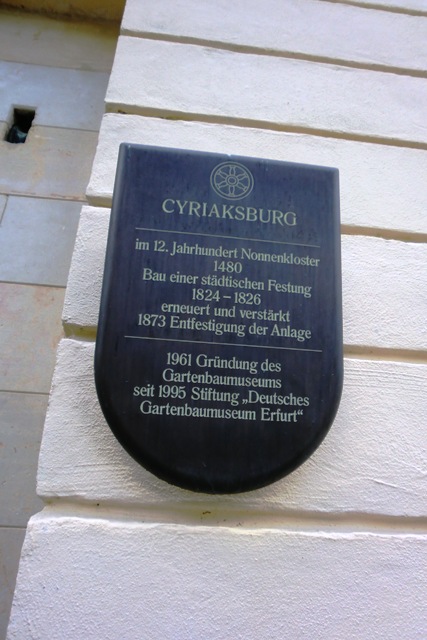 CYRIAKSBURG
im 12. Jahrhundert Nonnenkloster
1480
Bau einer städtischen Festung
1824 – 1826
erneuert und verstärkt
1873 Entfestigung der Anlage
1961 Gründung des
Gartenbaumuseums
seit 1995 Stiftung „Deutsches
Gartenbaumuseum Erfurt“